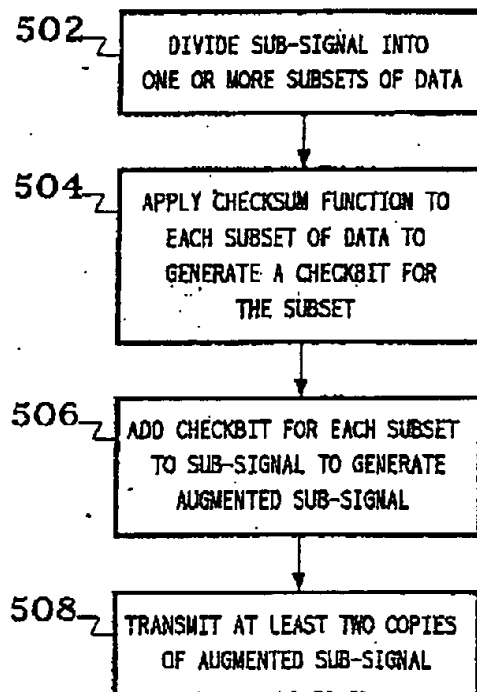 502
DIVIDE SUB-SIGNAL INTO
ONE OR MORE SUBSETS OF DATA
504
APPLY CHECKSUM FUNCTION TO
EACH SUBSET OF DATA TO
GENERATE A CHECKBIT FOR
THE SUBSET
506
ADD CHECKBIT FOR EACH SUBSET
TO SUB-SIGNAL TO GENERATE
AUGMENTED SUB-SIGNAL
508
TRANSMIT AT LEAST TWO COPIES
OF AUGMENTED SUB-SIGNAL